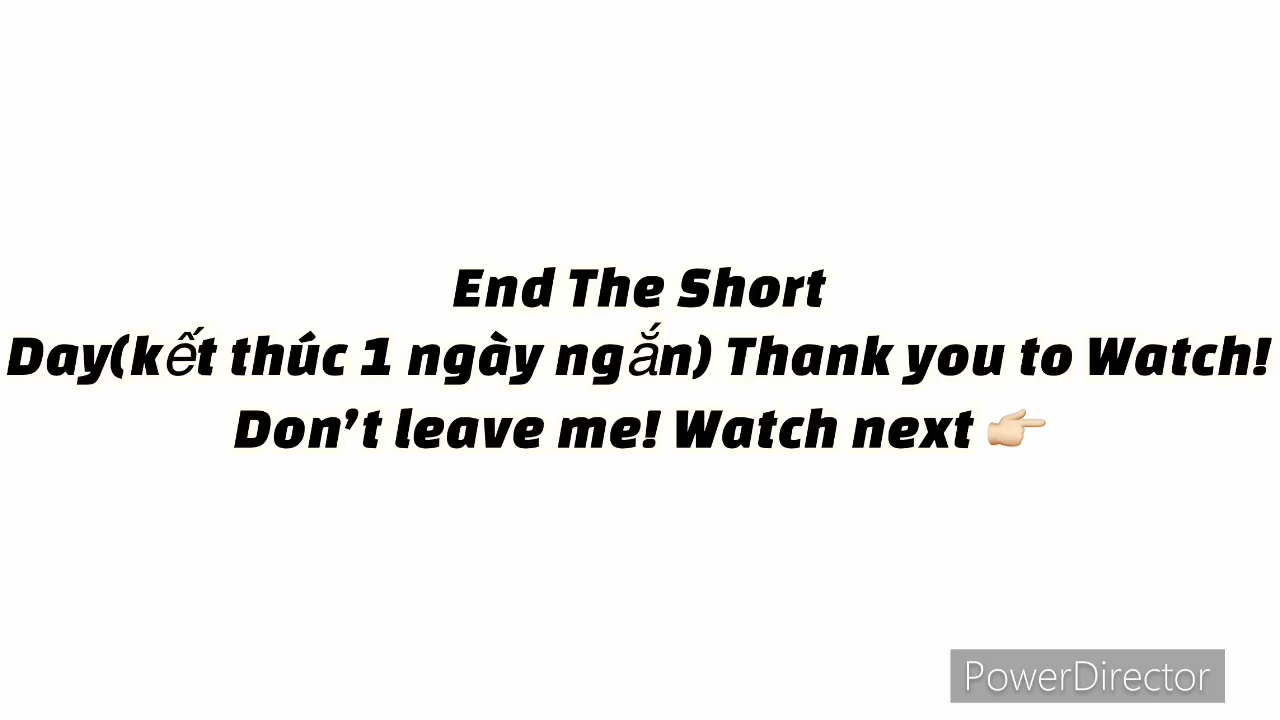 End The Short
Day(kết thúc 1 ngày ngắn) Thank you to Watch!
Don’t leave me! Watch next 👉🏻
PowerDirector